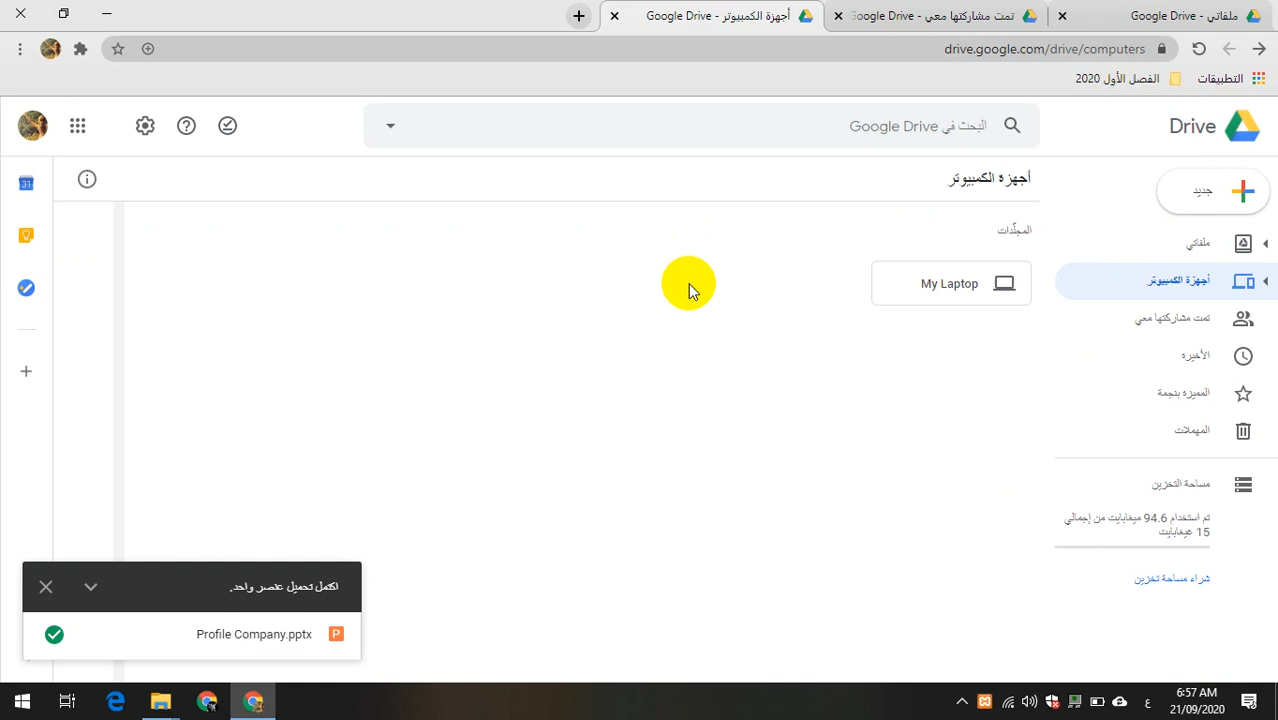 ملفاتي - Google Drive
تمت مشاركتها معي - Google Drive
أجهزة الكمبيوتر - Google Drive
drive.google.com/drive/computers
التطبيقات
الفصل الأول 2020
Drive
البحث في Google Drive
جديد
ملفاتي
أجهزة الكمبيوتر
تمت مشاركتها معي
الأخيرة
المميزة بنجمة
المهملات
مساحة التخزين
تم استخدام 94.6 ميغابايت من إجمالي
15 غيغابايت
شراء مساحة تخزين
أجهزة الكمبيوتر
المجلّدات
My Laptop
31
اكتمل تحميل عنصر واحد.
P
Profile Company.pptx
ع
6:57 AM
21/09/2020